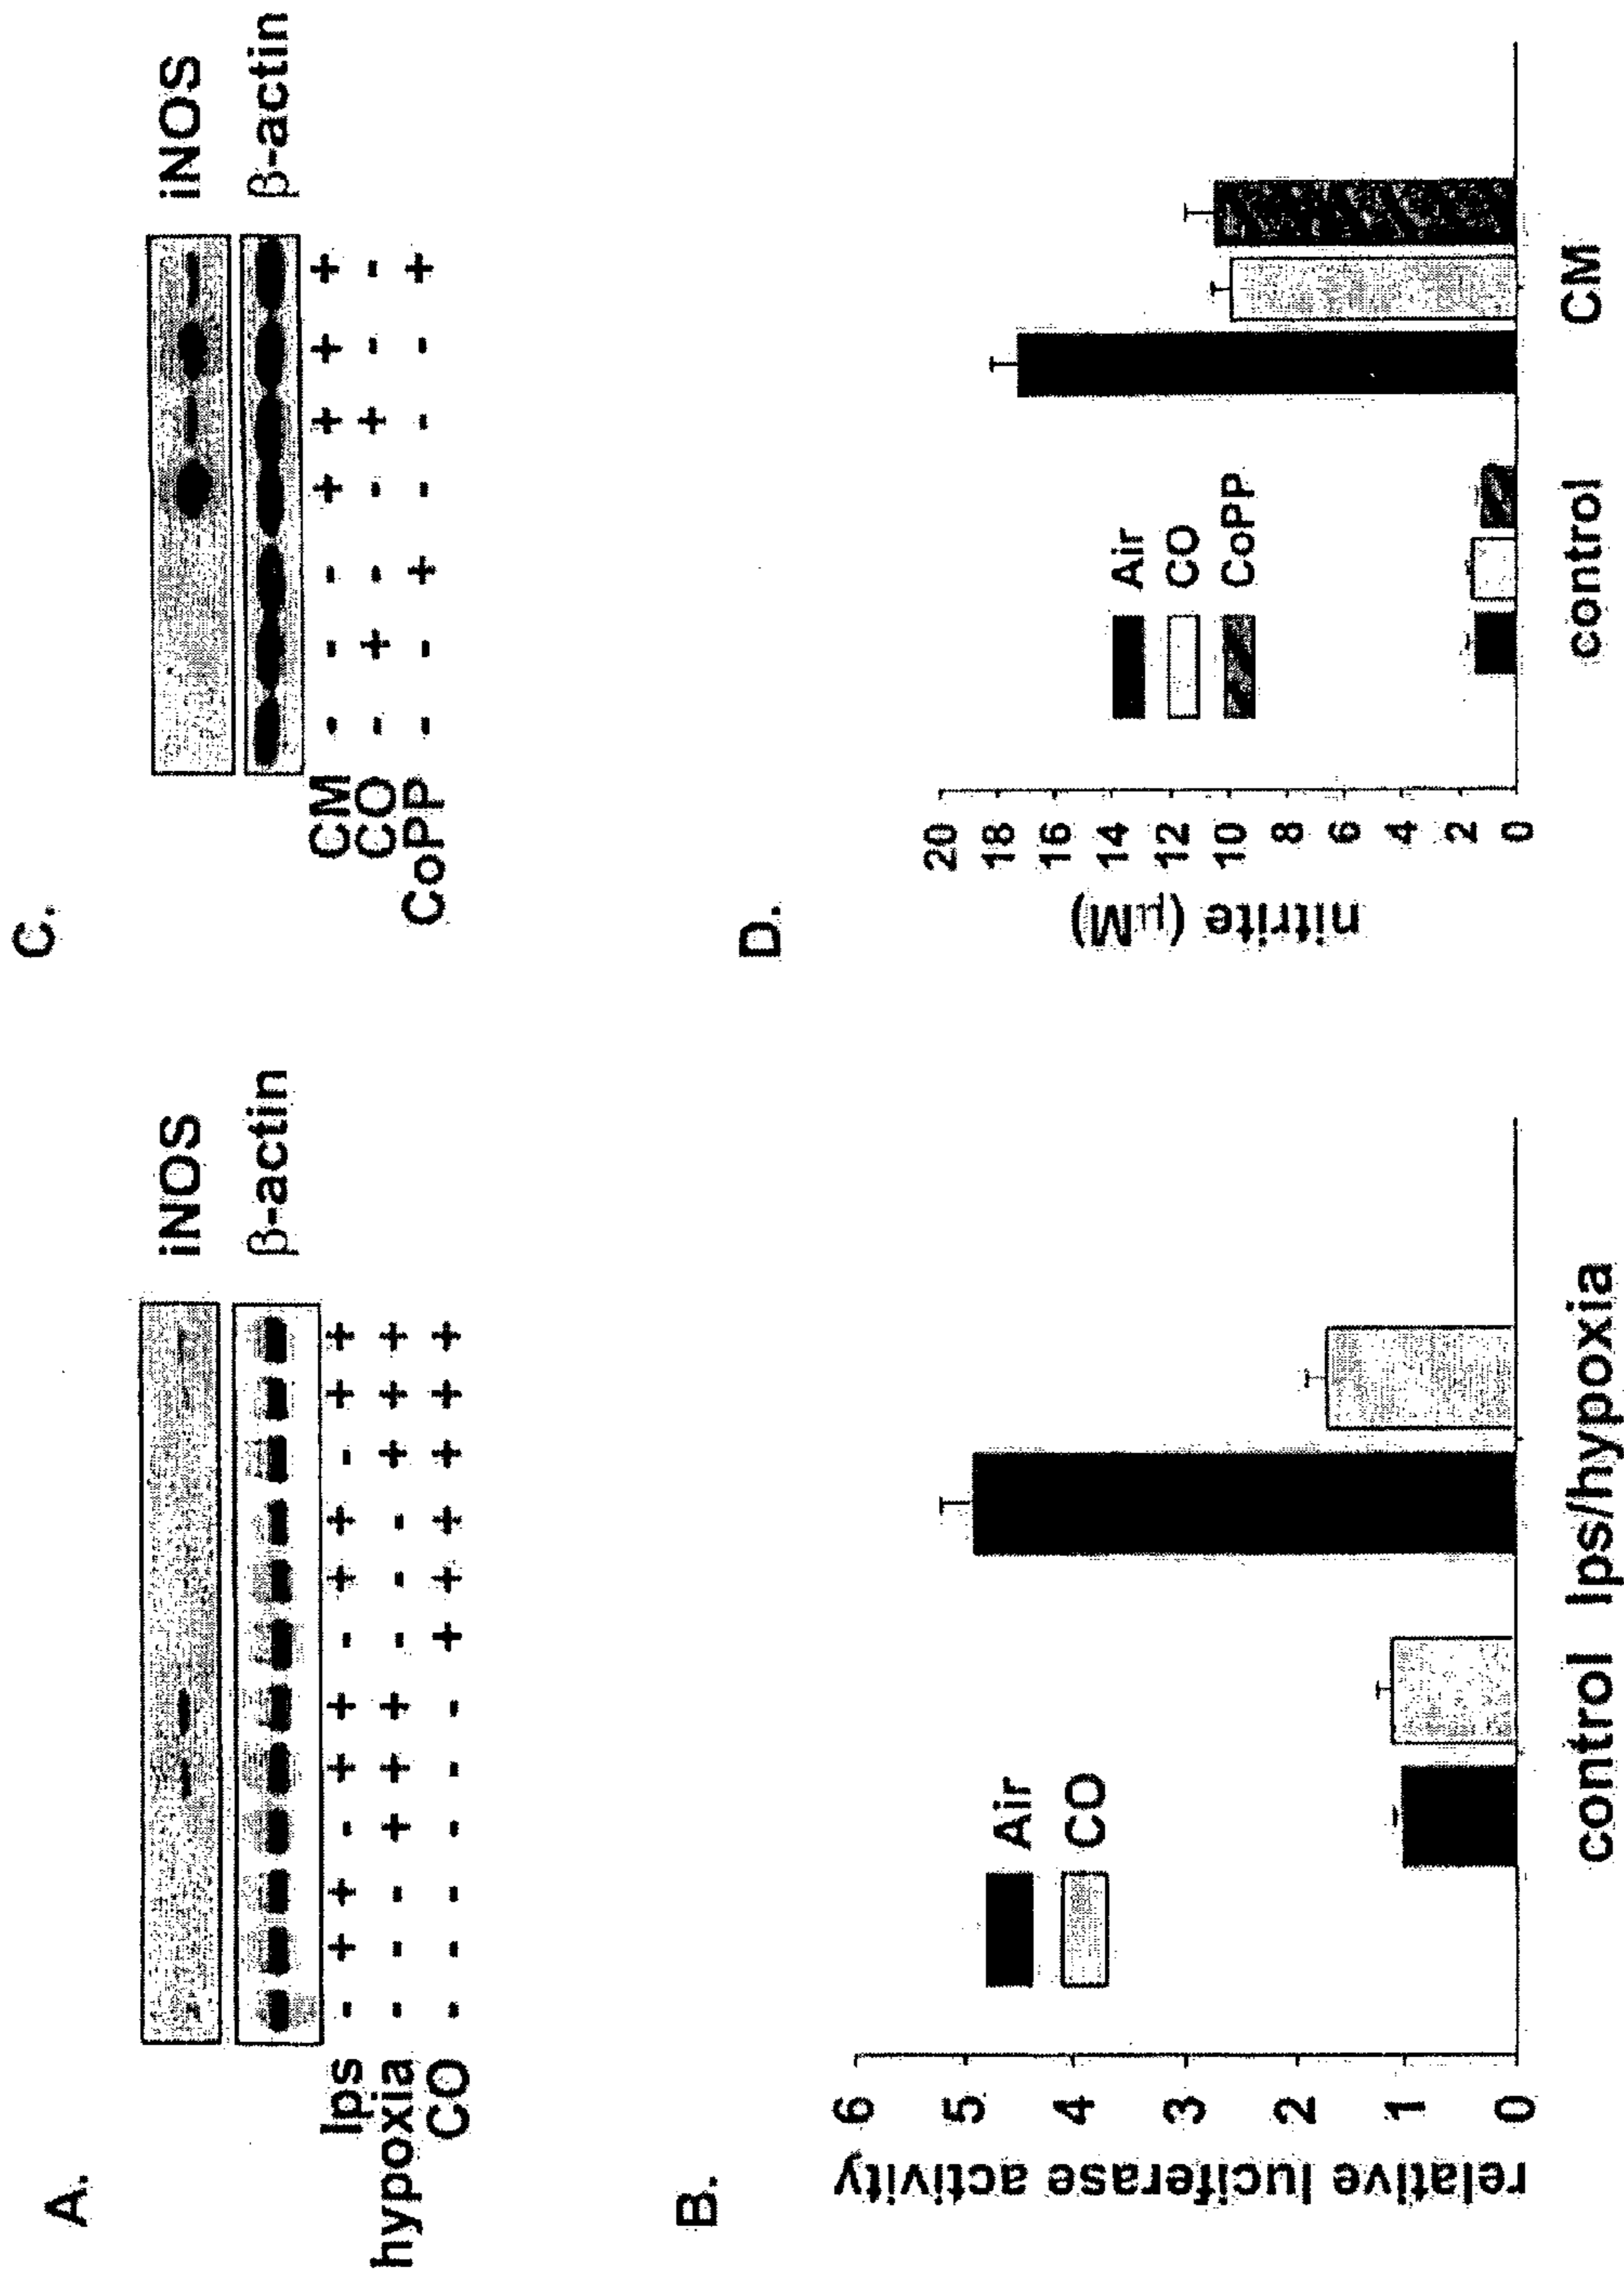 A.
iNOS
β-actin
lps - + + - + + - + + - + +
hypoxia - - - + + + - - - + + +
CO - - - - - - + + + + + +
B.
relative luciferase activity
6
5
4
3
2
1
0
Air
CO
control lps/hypoxia
C.
iNOS
β-actin
CM - - - + + + +
CO - + - - + - -
CoPP - - + - - - +
D.
nitrite (μM)
20
18
16
14
12
10
8
6
4
2
0
Air
CO
CoPP
control CM